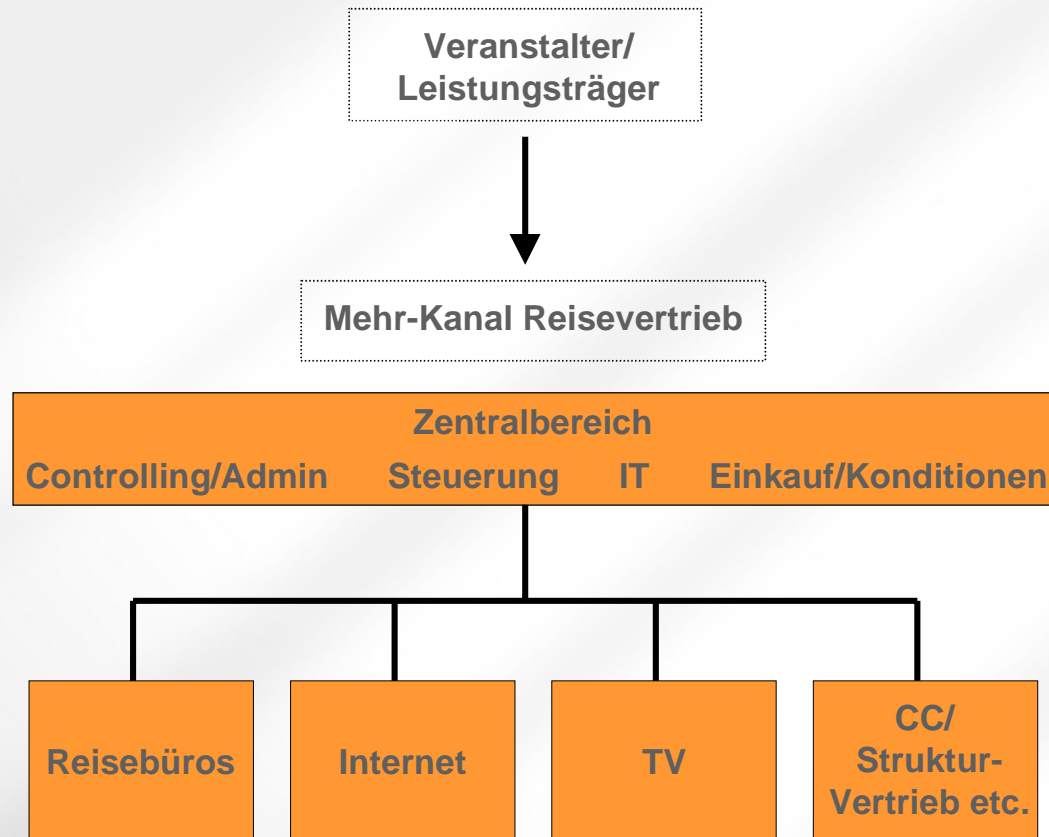 Veranstalter/
Leistungsträger
Mehr-Kanal Reisevertrieb
Zentralbereich
Controlling/Admin Steuerung IT Einkauf/Konditionen
Reisebüros
Internet
TV
CC/
Struktur-
Vertrieb etc.